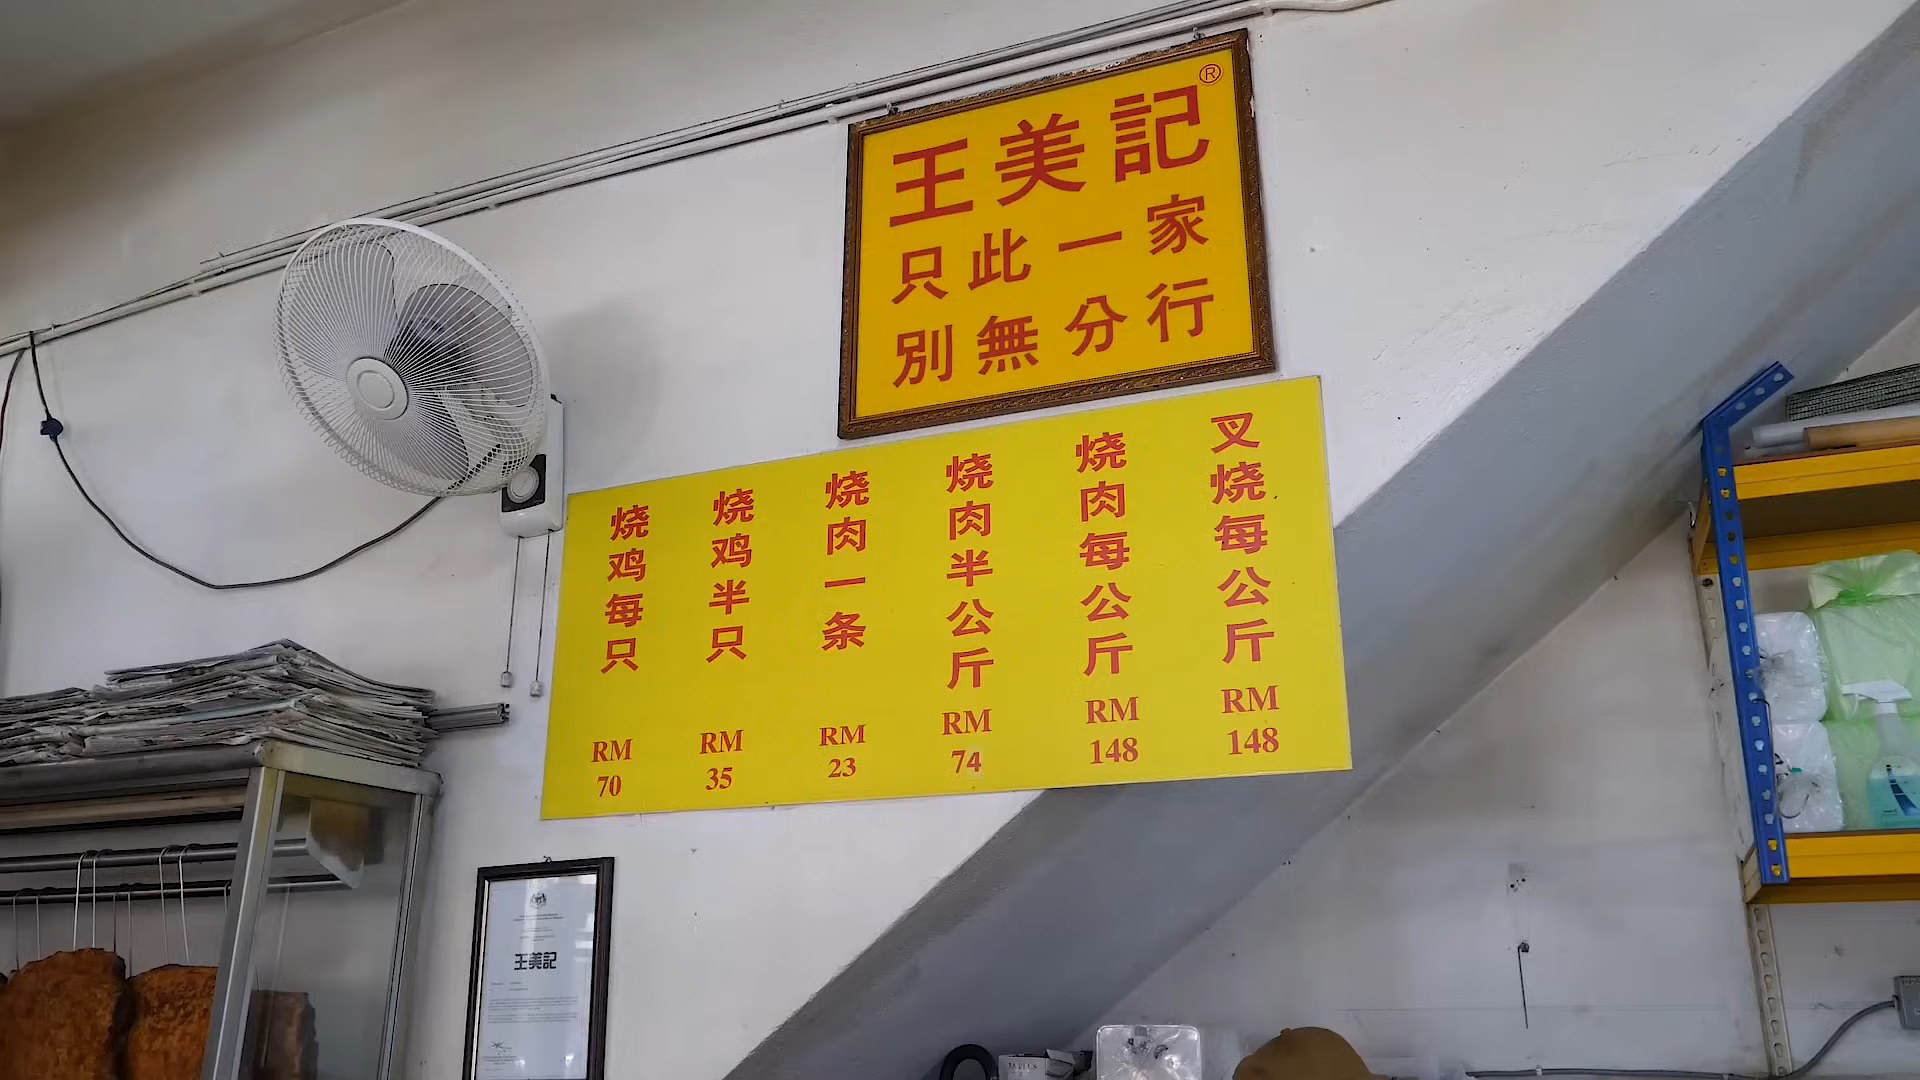 王美記®
只此一家
別無分行
叉烧每公斤 RM 148
烧肉每公斤 RM 148
烧肉半公斤 RM 74
烧肉一条 RM 23
烧鸡半只 RM 35
烧鸡每只 RM 70
王美記